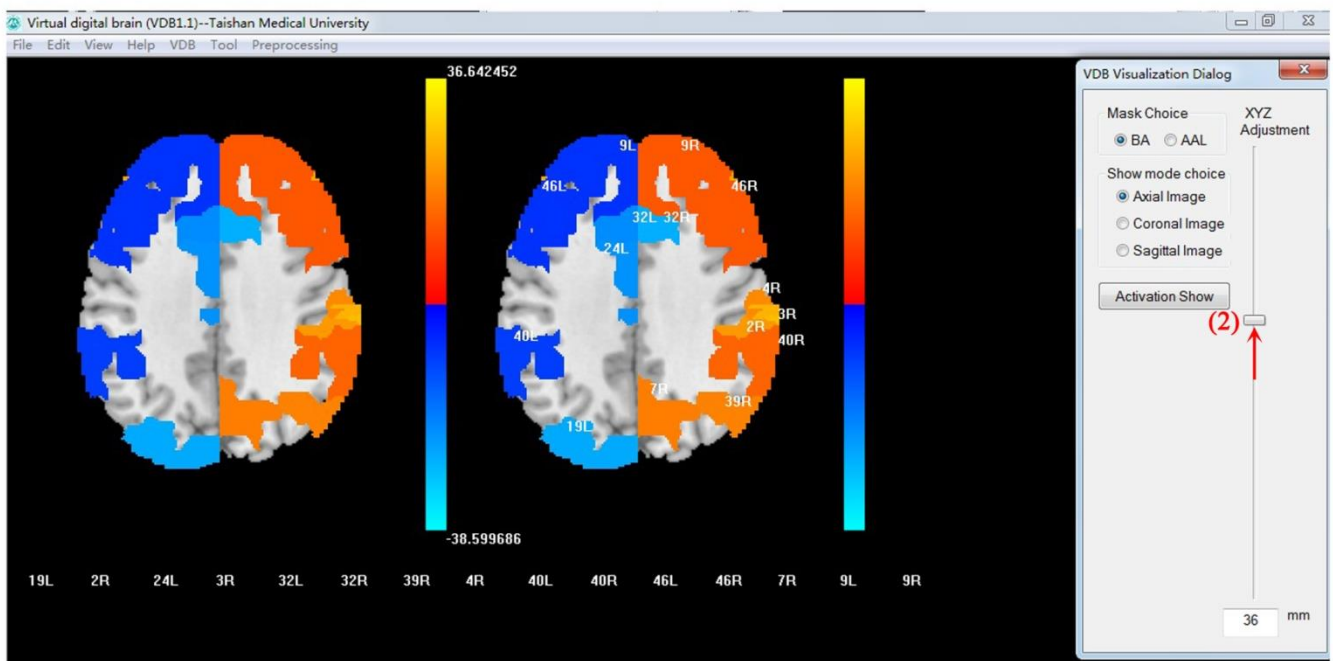 Virtual digital brain (VDB1.1)--Taishan Medical University
File Edit View Help VDB Tool Preprocessing
36.642452
-38.599686
9L 9R
46L 46R
32L 32R
24L
4R
3R
2R
40L 40R
7R
39R
19L
19L 2R 24L 3R 32L 32R 39R 4R 40L 40R 46L 46R 7R 9L 9R
VDB Visualization Dialog
Mask Choice
BA AAL
Show mode choice
Axial Image
Coronal Image
Sagittal Image
Activation Show
XYZ
Adjustment
(2)
36 mm